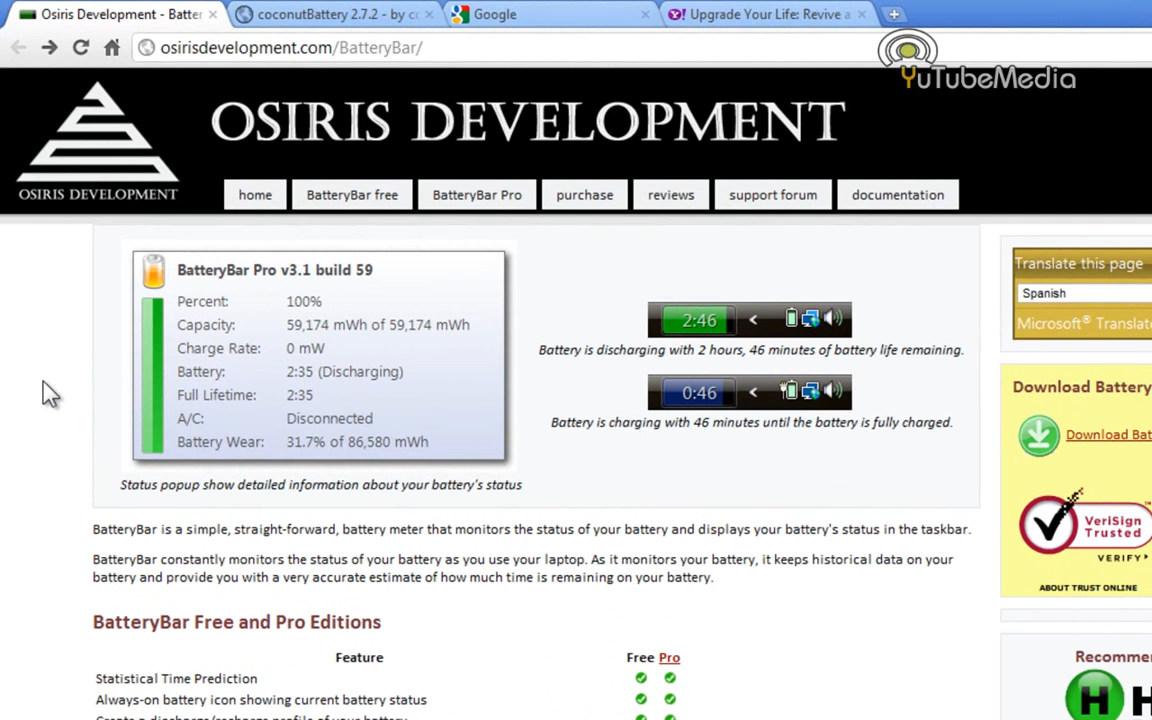 Osiris Development - Batter
coconutBattery 2.7.2 - by c
Google
Upgrade Your Life: Revive a
osirisdevelopment.com/BatteryBar/
YuTubeMedia
OSIRIS DEVELOPMENT
OSIRIS DEVELOPMENT
home BatteryBar free BatteryBar Pro purchase reviews support forum documentation
BatteryBar Pro v3.1 build 59
Percent: 100%
Capacity: 59,174 mWh of 59,174 mWh
Charge Rate: 0 mW
Battery: 2:35 (Discharging)
Full Lifetime: 2:35
A/C: Disconnected
Battery Wear: 31.7% of 86,580 mWh
Status popup show detailed information about your battery's status
2:46
Battery is discharging with 2 hours, 46 minutes of battery life remaining.
0:46
Battery is charging with 46 minutes until the battery is fully charged.
Translate this page
Spanish
Microsoft® Translat
Download Battery
Download Bat
VeriSign
Trusted
VERIFY
ABOUT TRUST ONLINE
BatteryBar is a simple, straight-forward, battery meter that monitors the status of your battery and displays your battery's status in the taskbar.
BatteryBar constantly monitors the status of your battery as you use your laptop. As it monitors your battery, it keeps historical data on your
battery and provide you with a very accurate estimate of how much time is remaining on your battery.
BatteryBar Free and Pro Editions
Feature Free Pro
Statistical Time Prediction
Always-on battery icon showing current battery status
Create a discharge/recharge profile of your battery
Recomme
H H